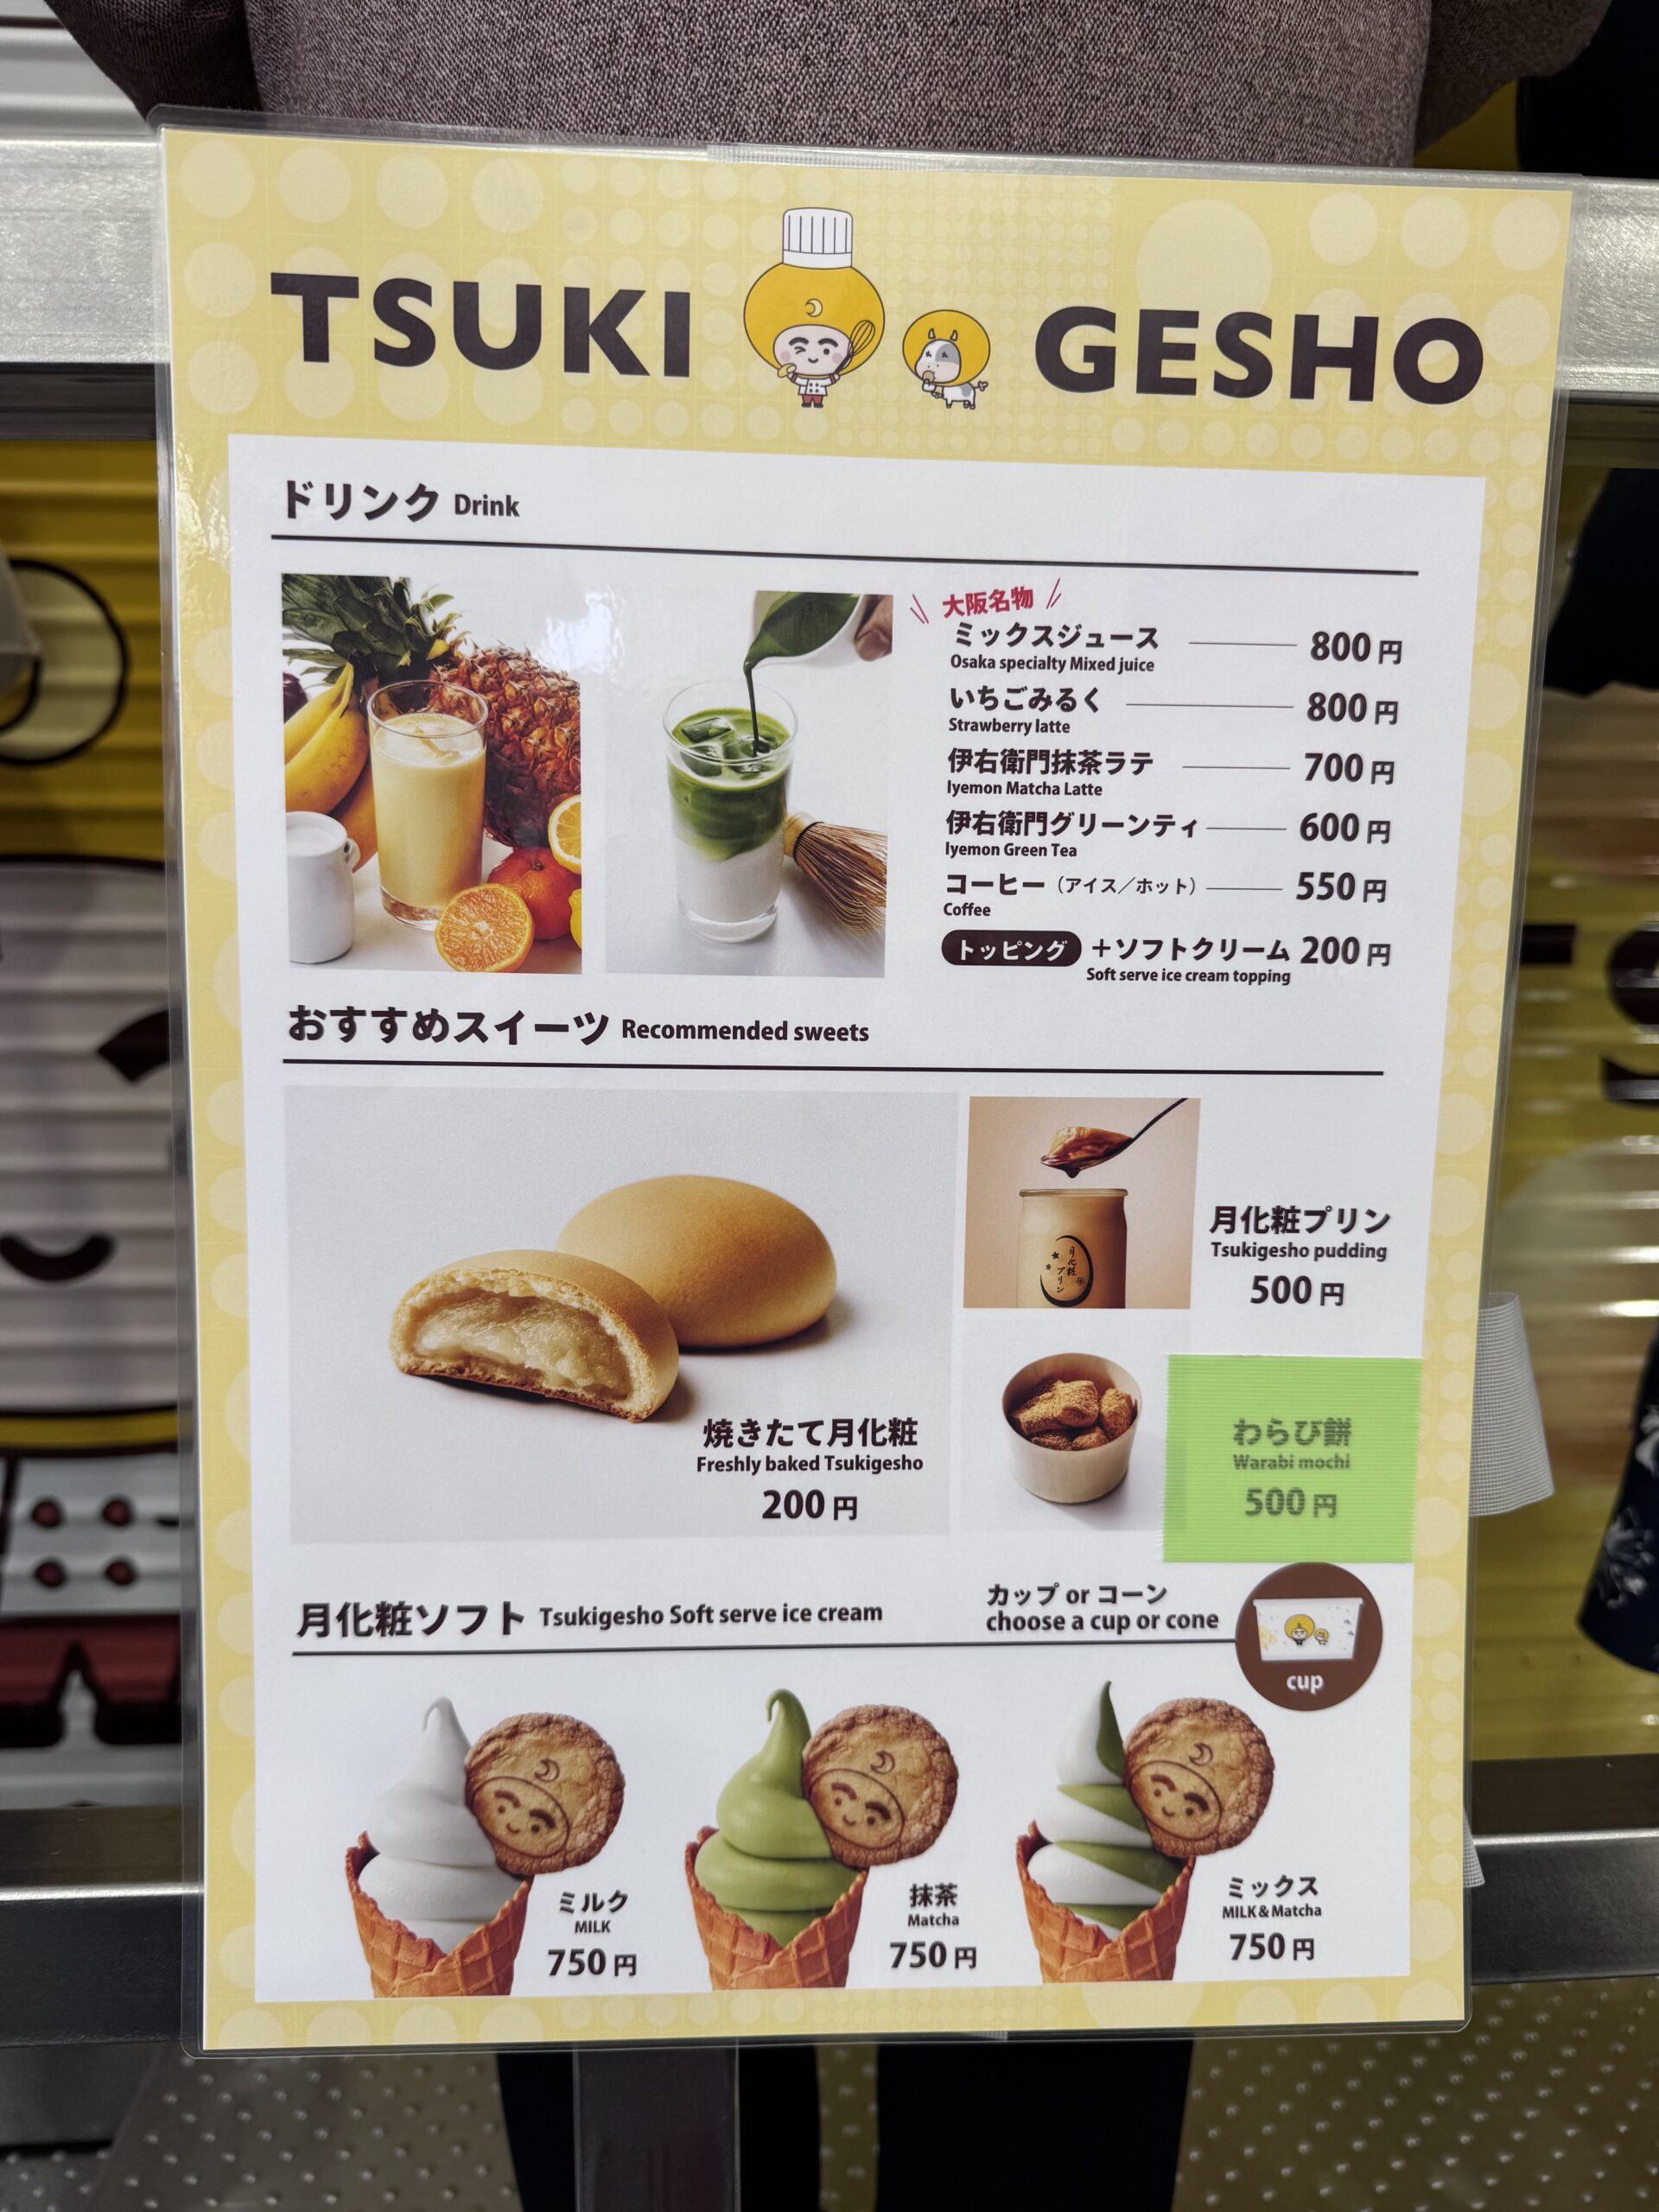 TSUKI GESHO
ドリンク Drink
大阪名物
ミックスジュース 800円
Osaka specialty Mixed juice
いちごみるく 800円
Strawberry latte
伊右衛門抹茶ラテ 700円
Iyemon Matcha Latte
伊右衛門グリーンティ 600円
Iyemon Green Tea
コーヒー（アイス／ホット） 550円
Coffee
トッピング +ソフトクリーム 200円
Soft serve ice cream topping
おすすめスイーツ Recommended sweets
焼きたて月化粧
Freshly baked Tsukigesho
200円
月化粧プリン
月化粧プリン
Tsukigesho pudding
500円
わらび餅
Warabi mochi
500円
月化粧ソフト Tsukigesho Soft serve ice cream
カップ or コーン
choose a cup or cone
cup
ミルク
MILK
750円
抹茶
Matcha
750円
ミックス
MILK&Matcha
750円